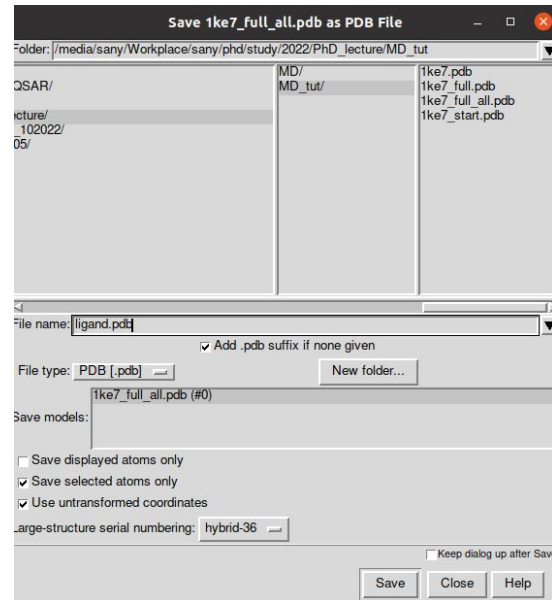 Save 1ke7_full_all.pdb as PDB File
Folder: /media/sany/Workplace/sany/phd/study/2022/PhD_lecture/MD_tut
QSAR/
ecture/
_102022/
05/
MD/
MD_tut/
1ke7.pdb
1ke7_full.pdb
1ke7_full_all.pdb
1ke7_start.pdb
File name: ligand.pdb
Add .pdb suffix if none given
File type: PDB [.pdb]
New folder...
1ke7_full_all.pdb (#0)
Save models:
Save displayed atoms only
Save selected atoms only
Use untransformed coordinates
Large-structure serial numbering: hybrid-36
Keep dialog up after Save
Save Close Help